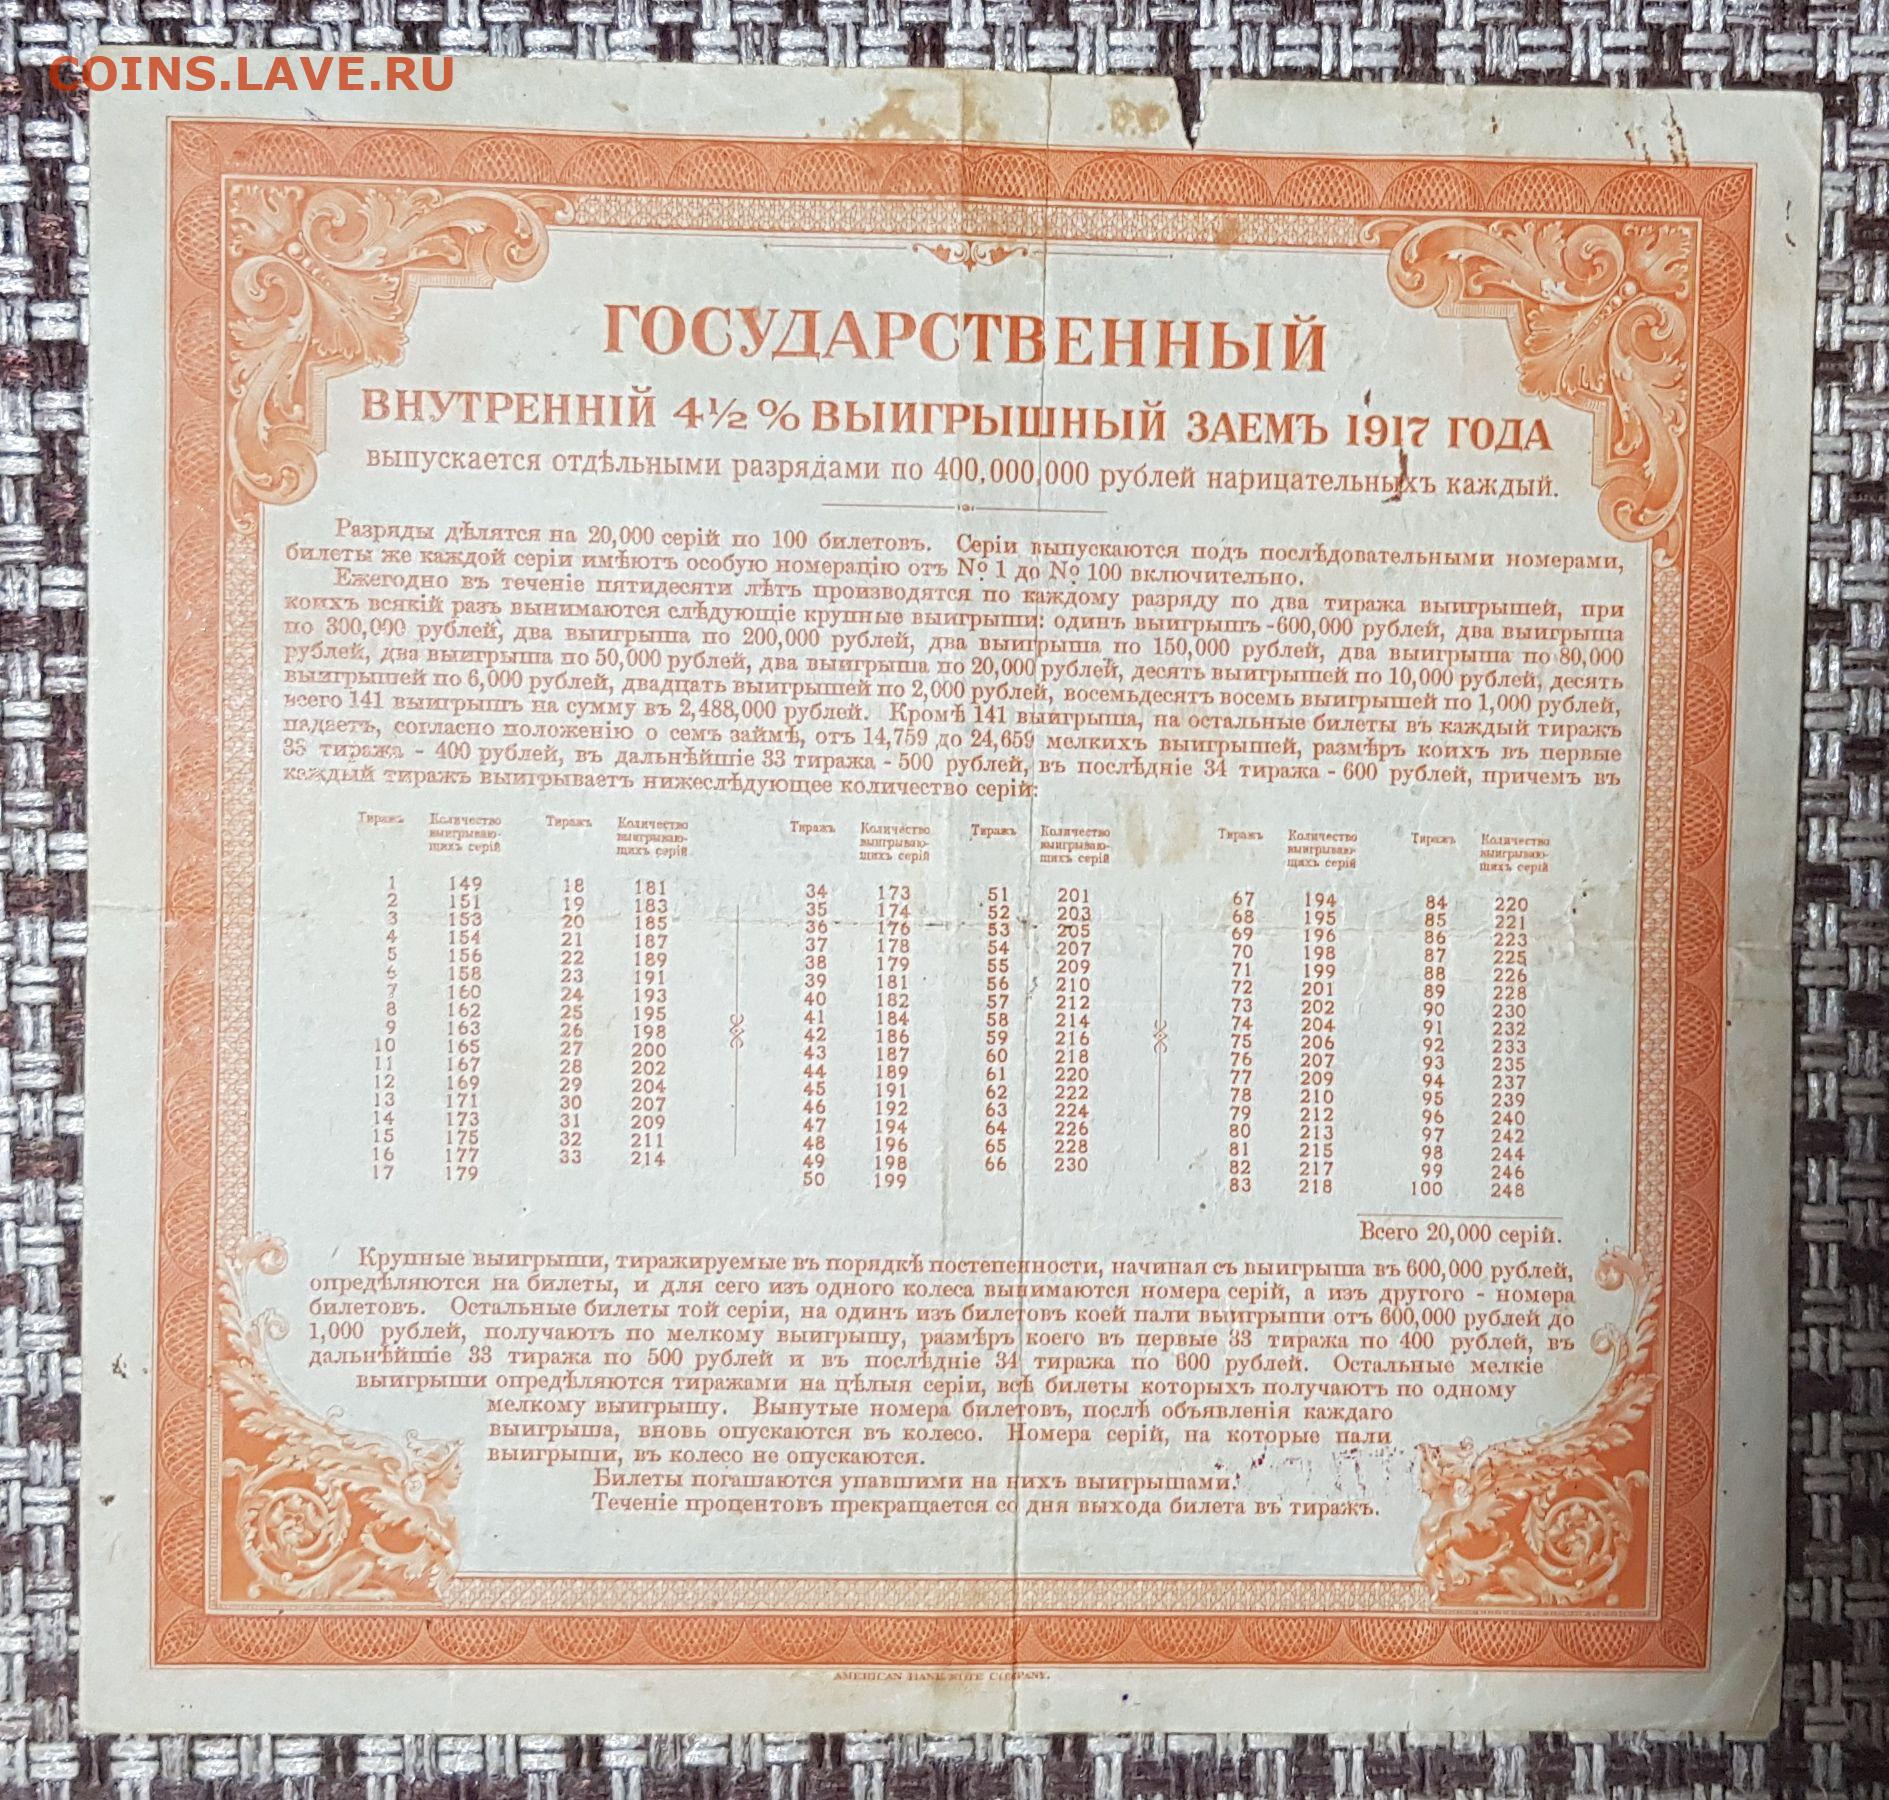 COINS.LAVE.RU
ГОСУДАРСТВЕННЫЙ
ВНУТРЕННІЙ 4½% ВЫИГРЫШНЫЙ ЗАЕМЪ 1917 ГОДА
выпускается отдѣльными разрядами по 400,000,000 рублей нарицательныхъ каждый.
Разряды дѣлятся на 20,000 серій по 100 билетовъ. Серіи выпускаются подъ послѣдовательными номерами,
билеты же каждой серіи имѣютъ особую номерацію отъ № 1 до № 100 включительно.
Ежегодно въ теченіе пятидесяти лѣтъ производятся по каждому разряду по два тиража выигрышей, при
коихъ всякій разъ вынимаются слѣдующіе крупные выигрыши: одинъ выигрышъ-600,000 рублей, два выигрыша
по 300,000 рублей, два выигрыша по 200,000 рублей, два выигрыша по 150,000 рублей, два выигрыша по 80,000
рублей, два выигрыша по 50,000 рублей, два выигрыша по 20,000 рублей, десять выигрышей по 10,000 рублей, десять
выигрышей по 6,000 рублей, двадцать выигрышей по 2,000 рублей, восемьдесятъ восемь выигрышей по 1,000 рублей,
всего 141 выигрышъ на сумму въ 2,488,000 рублей. Кромѣ 141 выигрыша, на остальные билеты въ каждый тиражъ
падаетъ, согласно положенію о семъ займѣ, отъ 14,759 до 24,659 мелкихъ выигрышей, размѣръ коихъ въ первые
33 тиража - 400 рублей, въ дальнѣйшіе 33 тиража - 500 рублей, въ послѣдніе 34 тиража - 600 рублей, причемъ въ
каждый тиражъ выигрываетъ нижеслѣдующее количество серій:
Тиражъ Количество Тиражъ Количество Тиражъ Количество Тиражъ Количество Тиражъ Количество Тиражъ Количество
выигрываю- выигрываю- выигрываю- выигрываю- выигрываю- выигрываю-
щихъ серій щихъ серій щихъ серій щихъ серій щихъ серій щихъ серій
1 149 18 181 34 173 51 201 67 194 84 220
2 151 19 183 35 174 52 203 68 195 85 221
3 153 20 185 36 176 53 205 69 196 86 223
4 154 21 187 37 178 54 207 70 198 87 225
5 156 22 189 38 179 55 209 71 199 88 226
6 158 23 191 39 181 56 210 72 201 89 228
7 160 24 193 40 182 57 212 73 202 90 230
8 162 25 195 41 184 58 214 74 204 91 232
9 163 26 198 42 186 59 216 75 206 92 233
10 165 27 200 43 187 60 218 76 207 93 235
11 167 28 202 44 189 61 220 77 209 94 237
12 169 29 204 45 191 62 222 78 210 95 239
13 171 30 207 46 192 63 224 79 212 96 240
14 173 31 209 47 194 64 226 80 213 97 242
15 175 32 211 48 196 65 228 81 215 98 244
16 177 33 214 49 198 66 230 82 217 99 246
17 179 50 199 83 218 100 248
Всего 20,000 серій.
Крупные выигрыши, тиражируемые въ порядкѣ постепенности, начиная съ выигрыша въ 600,000 рублей,
опредѣляются на билеты, и для сего изъ одного колеса вынимаются номера серій, а изъ другого - номера
билетовъ. Остальные билеты той серіи, на одинъ изъ билетовъ коей пали выигрыши отъ 600,000 рублей до
1,000 рублей, получаютъ по мелкому выигрышу, размѣръ коего въ первые 33 тиража по 400 рублей, въ
дальнѣйшіе 33 тиража по 500 рублей и въ послѣдніе 34 тиража по 600 рублей. Остальные мелкіе
выигрыши опредѣляются тиражами на цѣлыя серіи, всѣ билеты которыхъ получаютъ по одному
мелкому выигрышу. Вынутые номера билетовъ, послѣ объявленія каждаго
выигрыша, вновь опускаются въ колесо. Номера серій, на которые пали
выигрыши, въ колесо не опускаются.
Билеты погашаются упавшими на нихъ выигрышами.
Теченіе процентовъ прекращается со дня выхода билета въ тиражъ.
AMERICAN BANK NOTE COMPANY.